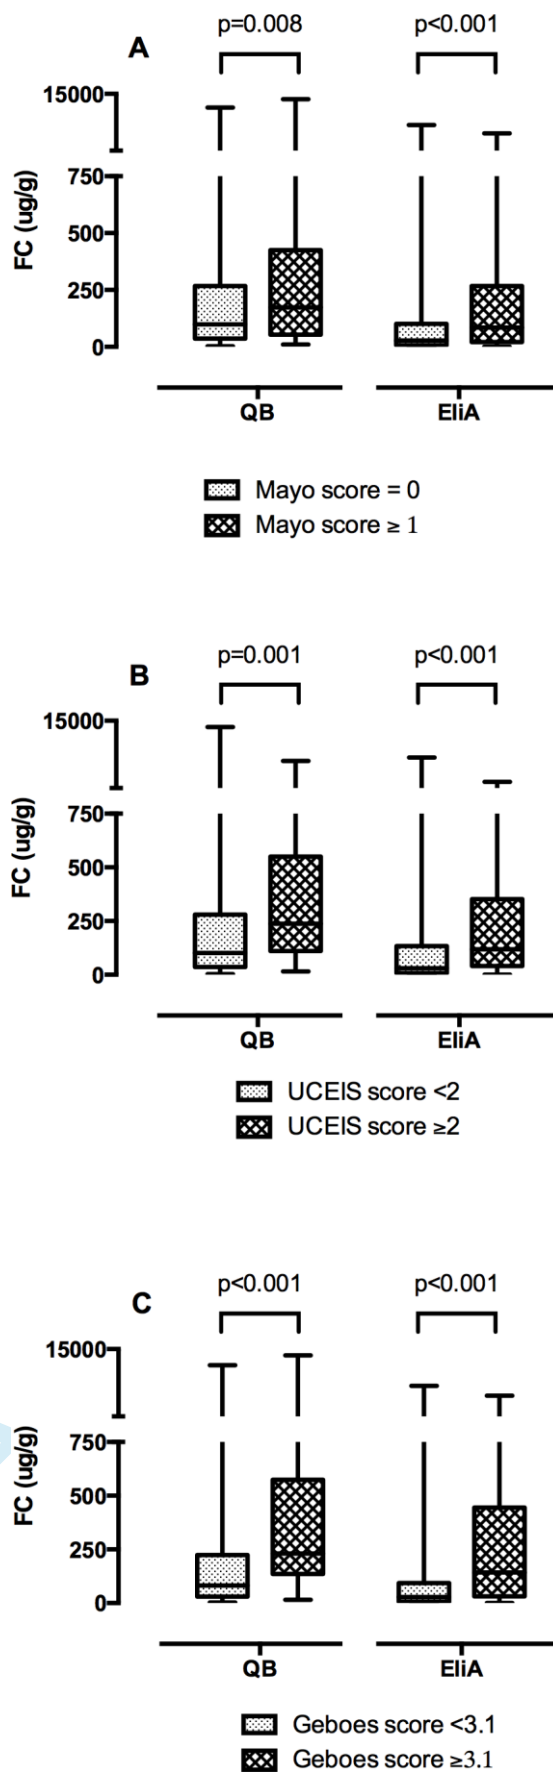 A
p=0.008
p<0.001
15000
750
500
250
0
FC (ug/g)
QB
EliA
Mayo score = 0
Mayo score ≥ 1
B
p=0.001
p<0.001
15000
750
500
250
0
FC (ug/g)
QB
EliA
UCEIS score <2
UCEIS score ≥2
C
p<0.001
p<0.001
15000
750
500
250
0
FC (ug/g)
QB
EliA
Geboes score <3.1
Geboes score ≥3.1